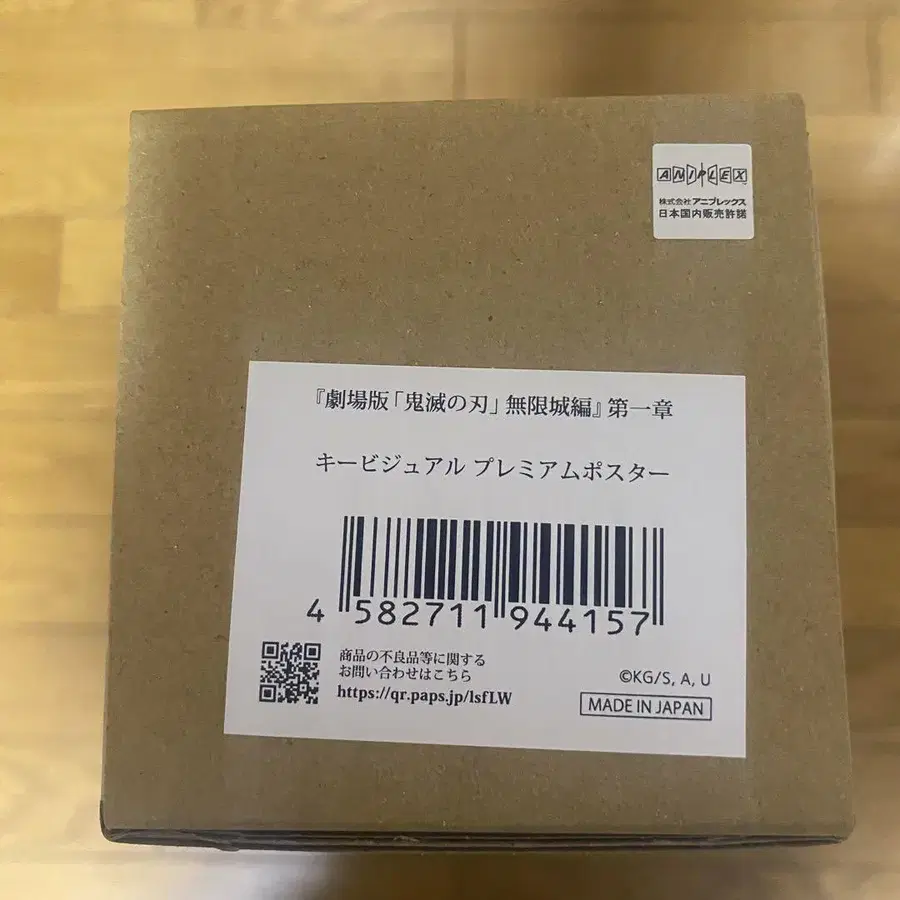 ANIPLEX
株式会社 アニプレックス
日本国内販売許諾
『劇場版「鬼滅の刃」無限城編』第一章
キービジュアル プレミアムポスター
4 582711 944157
商品の不良品等に関する
お問い合わせはこちら
https://qr.paps.jp/lsfLW
©KG/S, A, U
MADE IN JAPAN